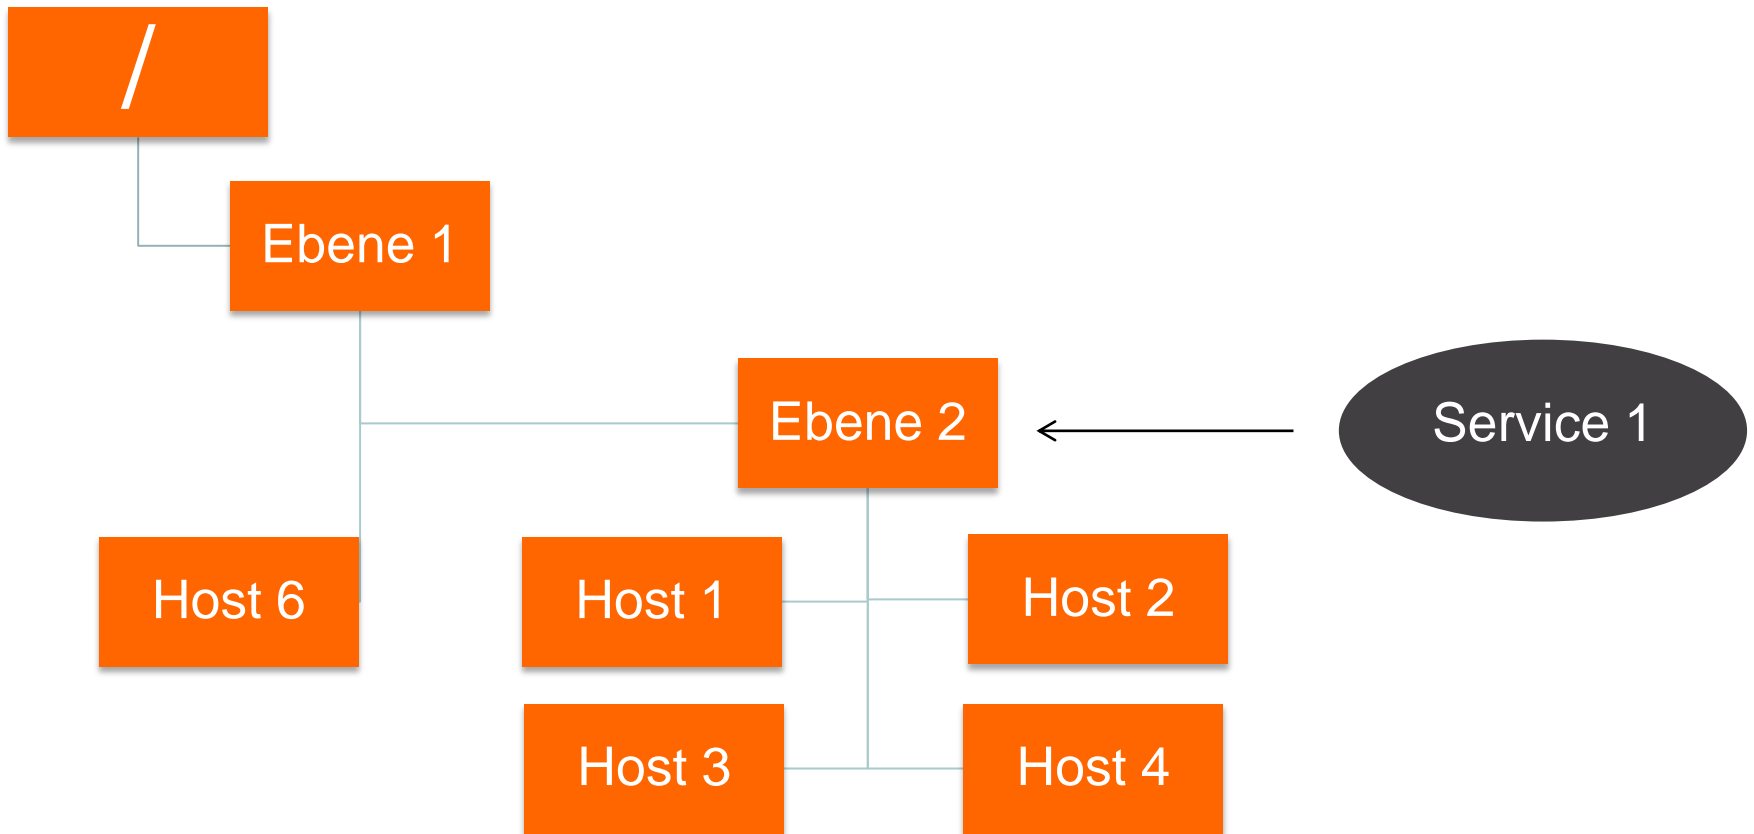 /
Ebene 1
Ebene 2
Service 1
Host 6
Host 1
Host 2
Host 3
Host 4